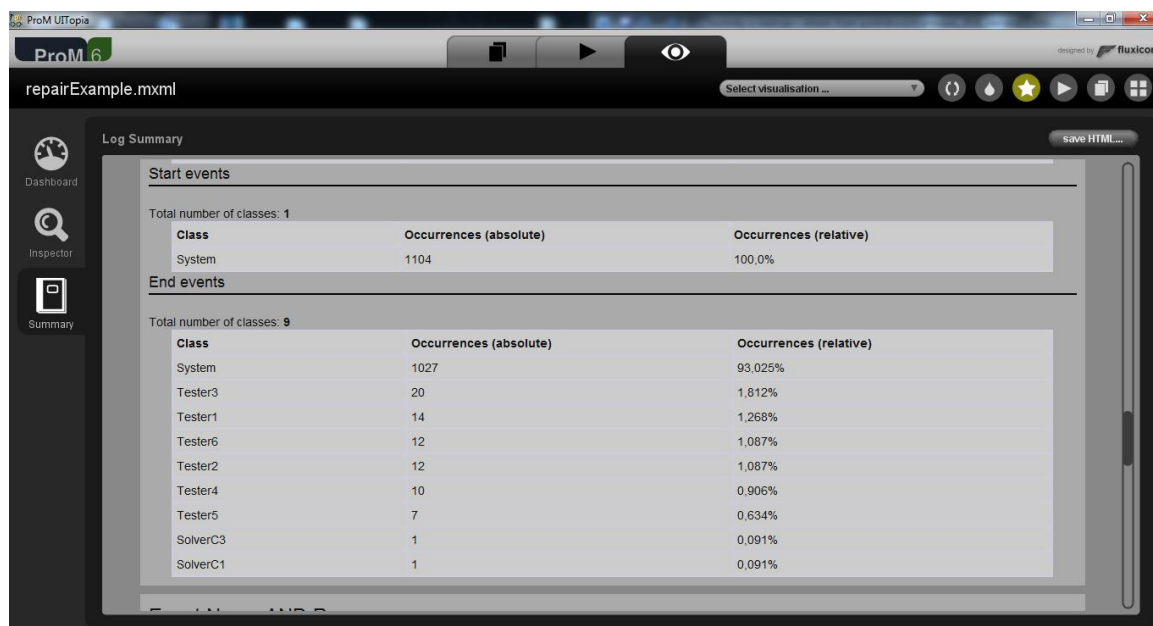 ProM UITopia
ProM 6
designed by fluxicon
repairExample.mxml
Select visualisation ...
Log Summary
save HTML...
Dashboard
Inspector
Summary
Start events
Total number of classes: 1
Class Occurrences (absolute) Occurrences (relative)
System 1104 100,0%
End events
Total number of classes: 9
Class Occurrences (absolute) Occurrences (relative)
System 1027 93,025%
Tester3 20 1,812%
Tester1 14 1,268%
Tester6 12 1,087%
Tester2 12 1,087%
Tester4 10 0,906%
Tester5 7 0,634%
SolverC3 1 0,091%
SolverC1 1 0,091%